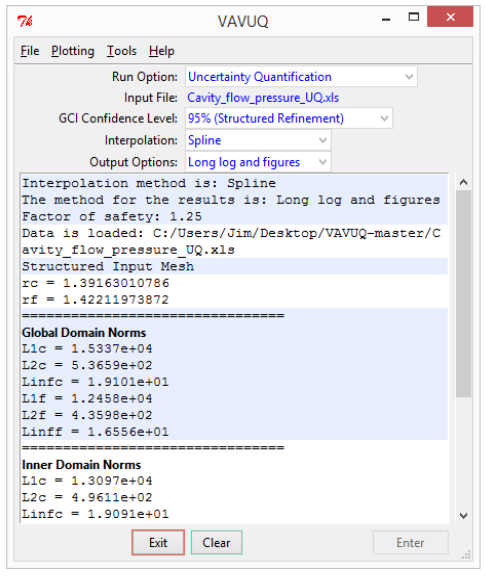 VAVUQ
File Plotting Tools Help
Run Option: Uncertainty Quantification
Input File: Cavity_flow_pressure_UQ.xls
GCI Confidence Level: 95% (Structured Refinement)
Interpolation: Spline
Output Options: Long log and figures
Interpolation method is: Spline
The method for the results is: Long log and figures
Factor of safety: 1.25
Data is loaded: C:/Users/Jim/Desktop/VAVUQ-master/C
avity_flow_pressure_UQ.xls
Structured Input Mesh
rc = 1.39163010786
rf = 1.42211973872
================================
Global Domain Norms
L1c = 1.5337e+04
L2c = 5.3659e+02
Linfc = 1.9101e+01
L1f = 1.2458e+04
L2f = 4.3598e+02
Linff = 1.6556e+01
================================
Inner Domain Norms
L1c = 1.3097e+04
L2c = 4.9611e+02
Linfc = 1.9091e+01
Exit Clear Enter